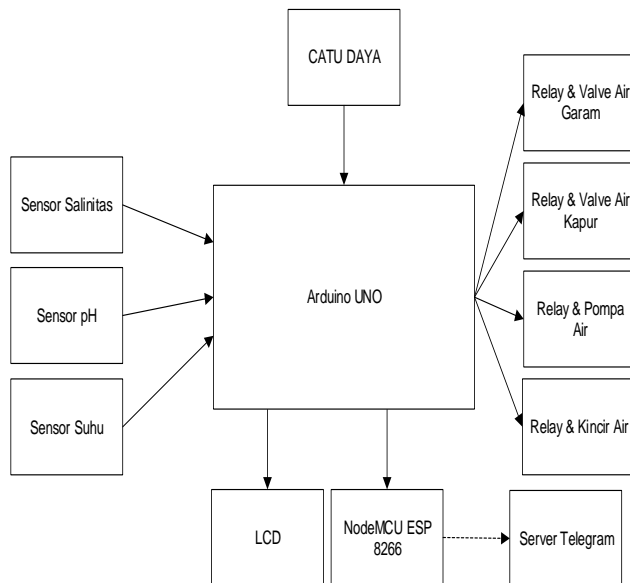 CATU DAYA
Relay & Valve Air
Garam
Sensor Salinitas
Relay & Valve Air
Kapur
Sensor pH
Arduino UNO
Relay & Pompa
Air
Sensor Suhu
Relay & Kincir Air
LCD
NodeMCU ESP
8266
Server Telegram